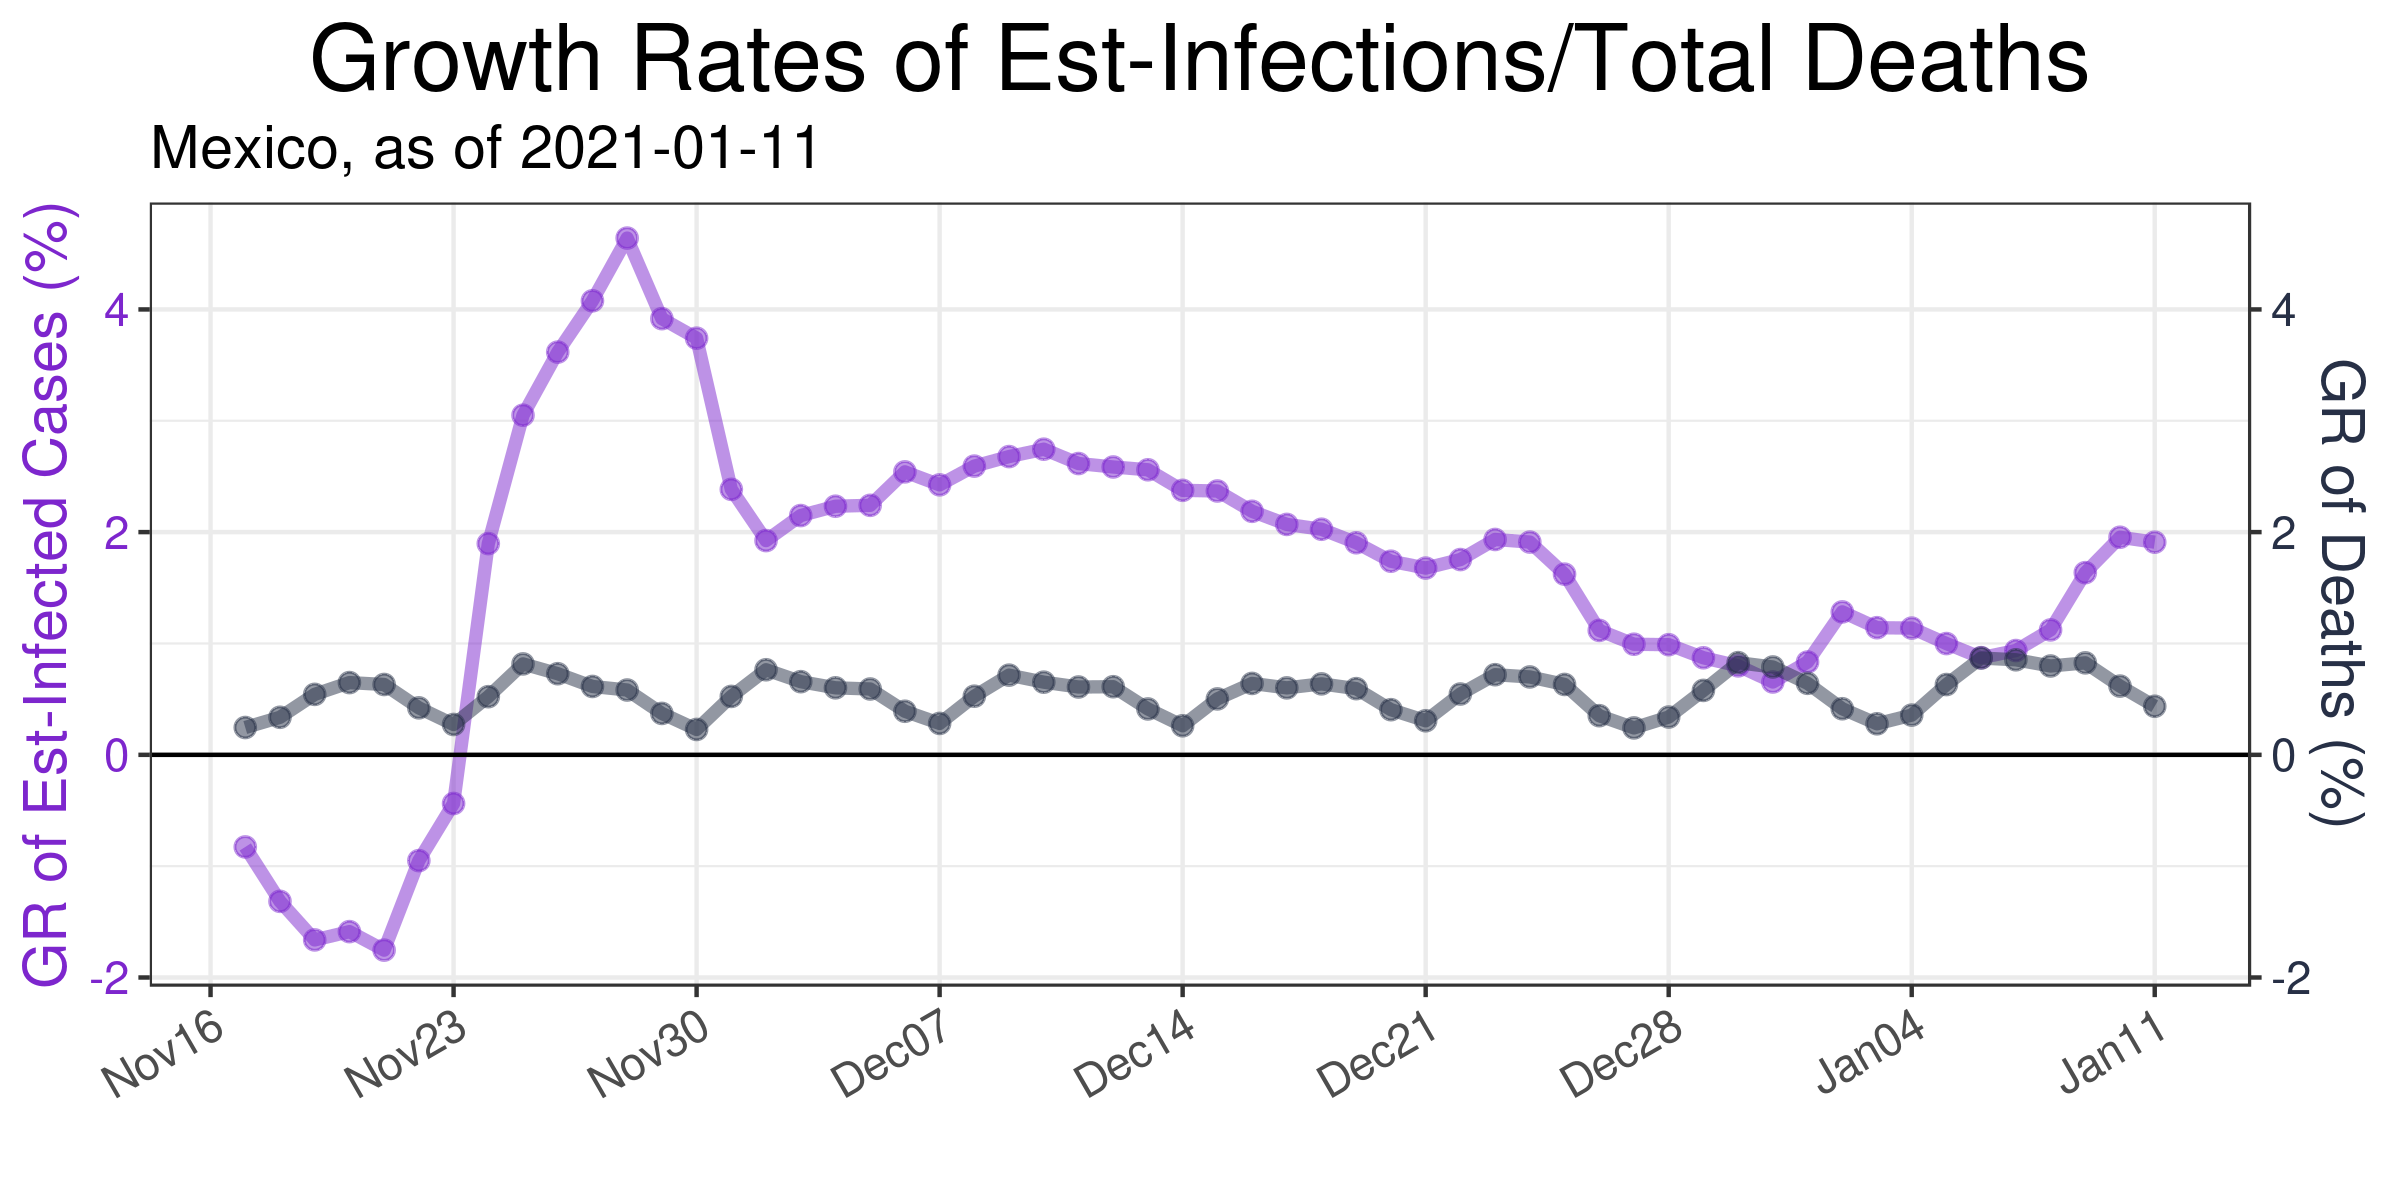 Growth Rates of Est-Infections/Total Deaths
Mexico, as of 2021-01-11
GR of Est-Infected Cases (%)
4
2
0
-2
4
2
0
-2
GR of Deaths (%)
Nov16
Nov23
Nov30
Dec07
Dec14
Dec21
Dec28
Jan04
Jan11